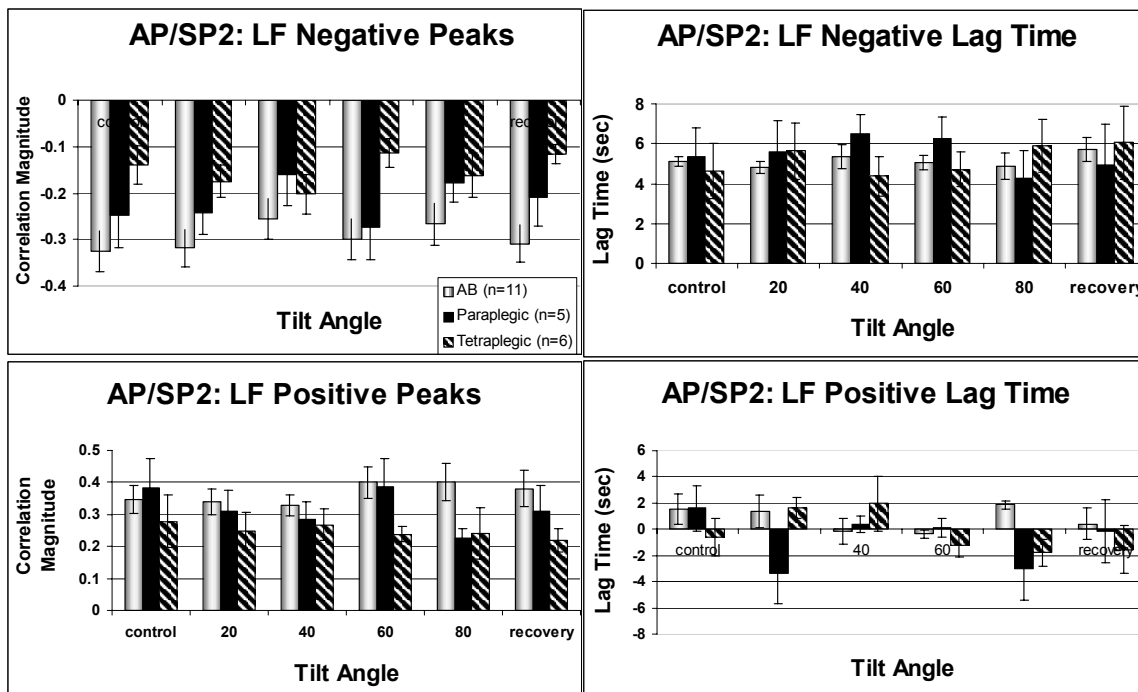 AP/SP2: LF Negative Peaks
Correlation Magnitude
0
-0.1
-0.2
-0.3
-0.4
control
recovery
AB (n=11)
Paraplegic (n=5)
Tetraplegic (n=6)
Tilt Angle
AP/SP2: LF Negative Lag Time
Lag Time (sec)
8
6
4
2
0
control 20 40 60 80 recovery
Tilt Angle
AP/SP2: LF Positive Peaks
Correlation
Magnitude
0.5
0.4
0.3
0.2
0.1
0
control 20 40 60 80 recovery
Tilt Angle
AP/SP2: LF Positive Lag Time
Lag Time (sec)
6
4
2
0
-2
-4
-6
-8
control 40 60 recovery
Tilt Angle